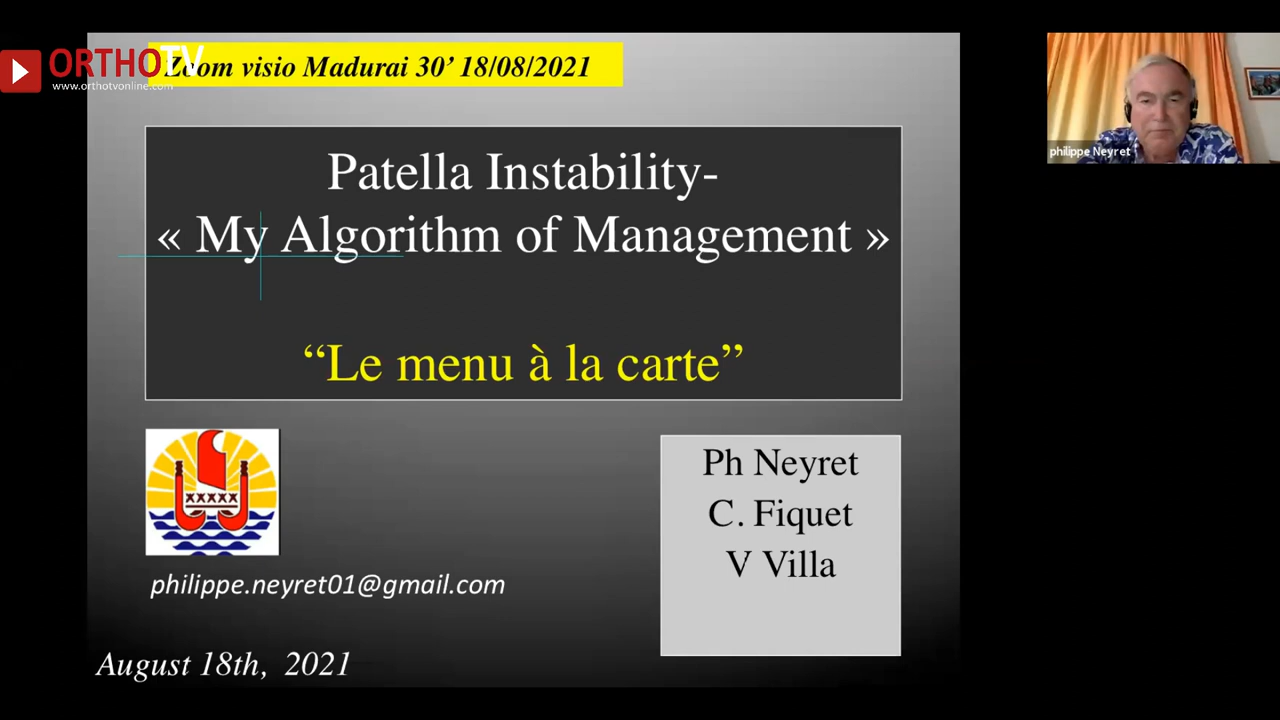 ORTHOTV
www.orthotvonline.com
Zoom visio Madurai 30’ 18/08/2021
philippe Neyret
Patella Instability-
« My Algorithm of Management »
“Le menu à la carte”
Ph Neyret
C. Fiquet
V Villa
philippe.neyret01@gmail.com
August 18th, 2021